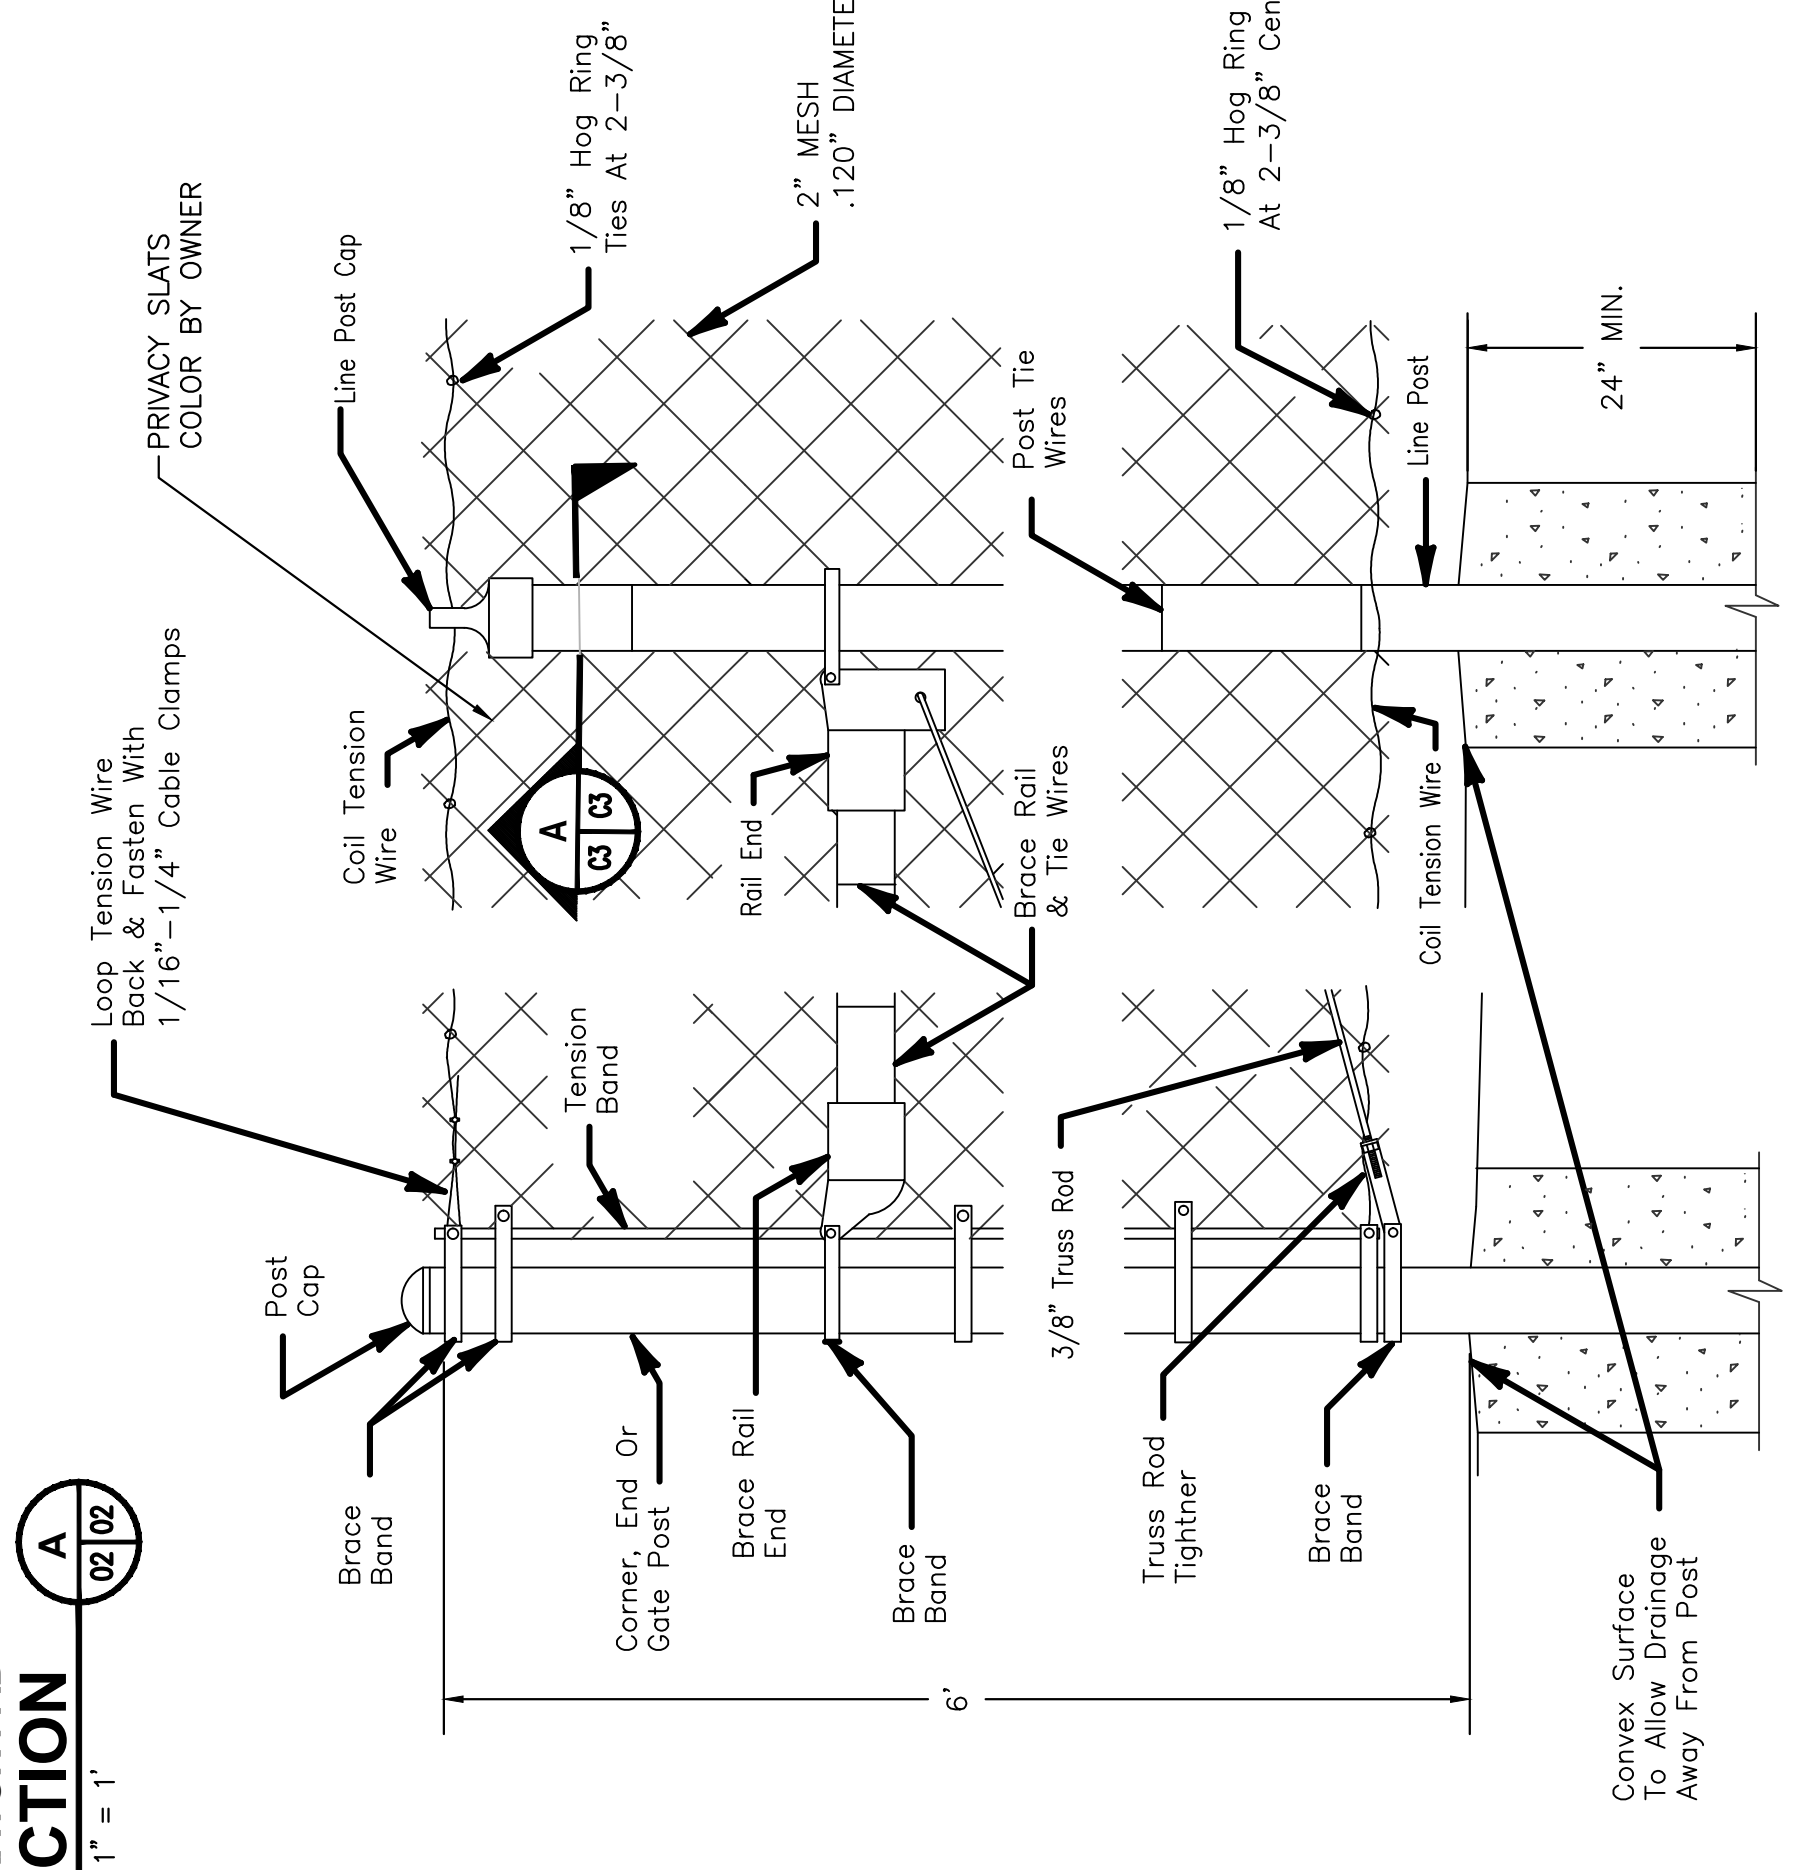 CTION
1" = 1'
A
02
02
Loop Tension Wire
Back & Fasten With
1/16"-1/4" Cable Clamps
PRIVACY SLATS
COLOR BY OWNER
Post
Cap
Brace
Band
Coil Tension
Wire
Line Post Cap
A
C3
C3
Tension
Band
1/8" Hog Ring
Ties At 2-3/8"
Corner, End Or
Gate Post
Brace Rail
End
Rail End
2" MESH
.120"
Brace
Band
6'
Brace Rail
& Tie Wires
Post Tie
Wires
3/8" Truss Rod
Truss Rod
Tightner
1/8" Hog Ring
At 2-3/8"
Brace
Band
Coil Tension Wire
Line Post
24" MIN.
Convex Surface
To Allow Drainage
Away From Post